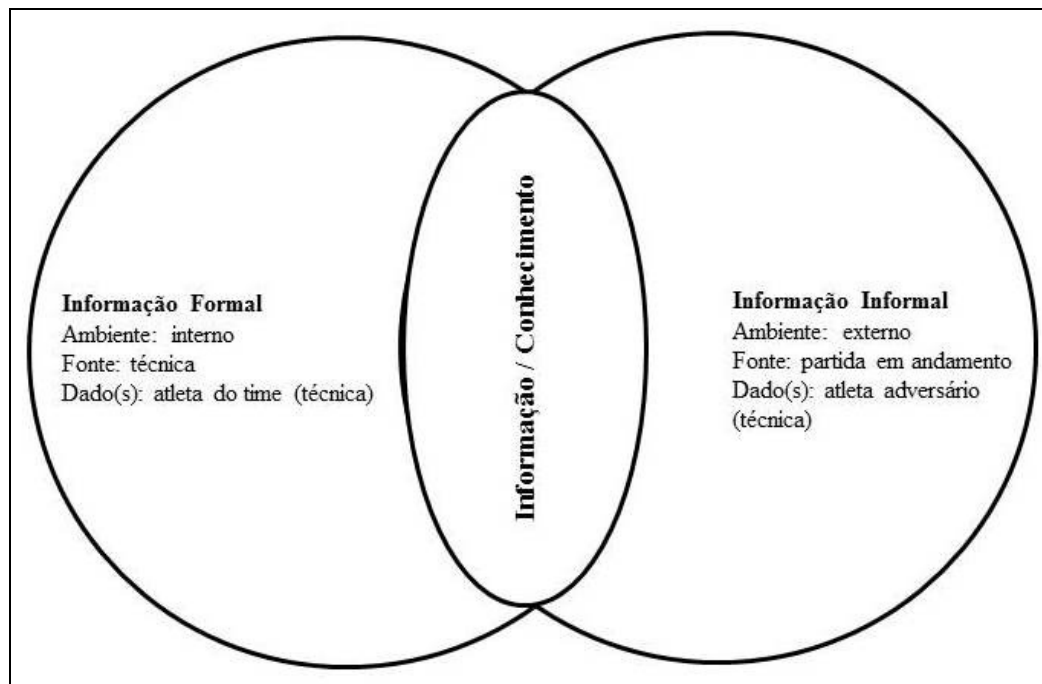 Informação Formal
Ambiente: interno
Fonte: técnica
Dado(s): atleta do time (técnica)
Informação / Conhecimento
Informação Informal
Ambiente: externo
Fonte: partida em andamento
Dado(s): atleta adversário
(técnica)